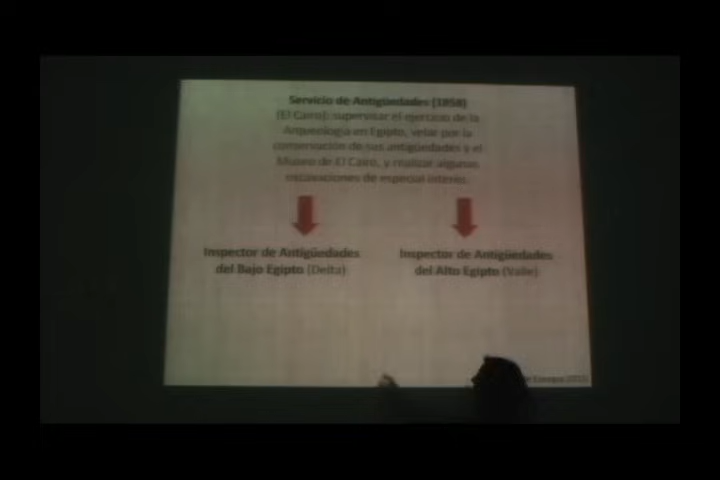 Servicio de Antigüedades (1858)
(El Cairo): supervisar el ejercicio de la
Arqueología en Egipto, velar por la
conservación de sus antigüedades y el
Museo de El Cairo, y realizar algunas
excavaciones de especial interés.
Inspector de Antigüedades
del Bajo Egipto (Delta)
Inspector de Antigüedades
del Alto Egipto (Valle)